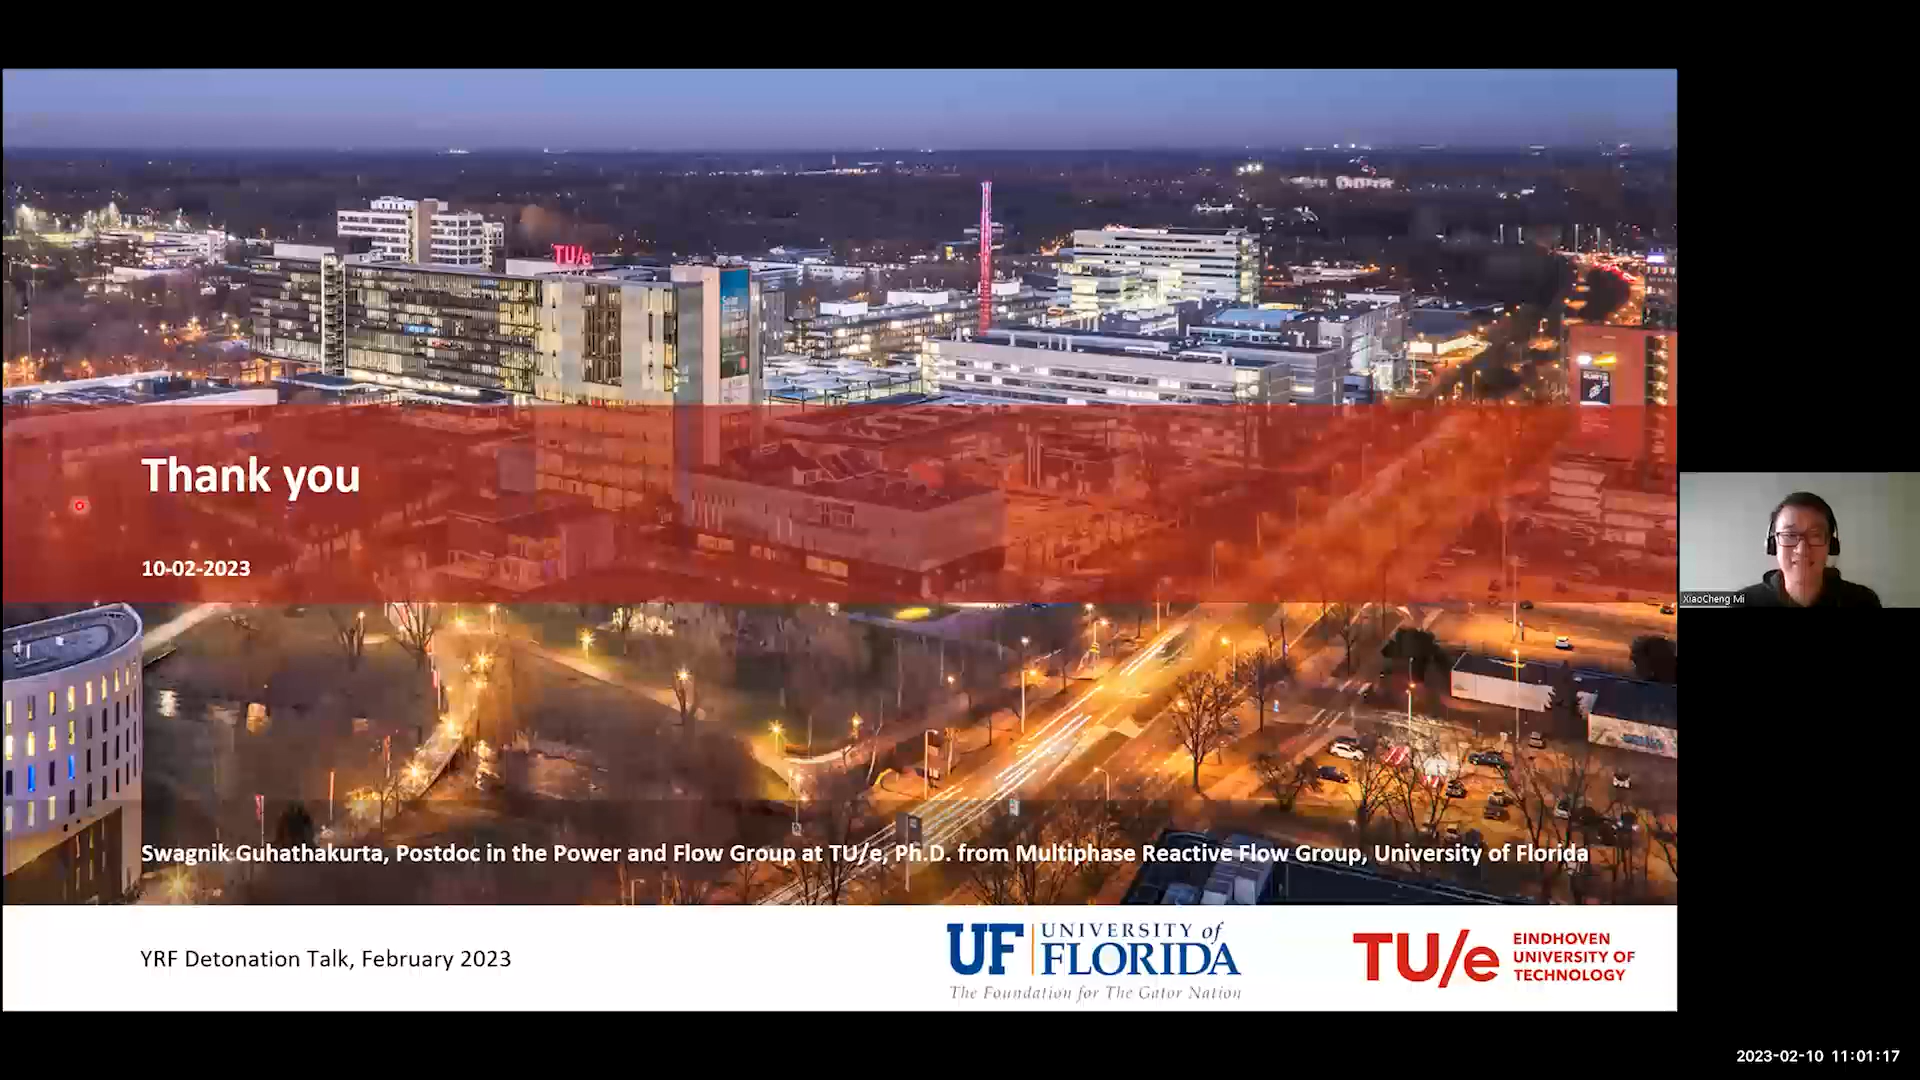 TU/e
Thank you
10-02-2023
XiaoCheng Mi
Swagnik Guhathakurta, Postdoc in the Power and Flow Group at TU/e, Ph.D. from Multiphase Reactive Flow Group, University of Florida
YRF Detonation Talk, February 2023
UF UNIVERSITY of
FLORIDA
The Foundation for The Gator Nation
TU/e EINDHOVEN
UNIVERSITY OF
TECHNOLOGY
2023-02-10 11:01:17